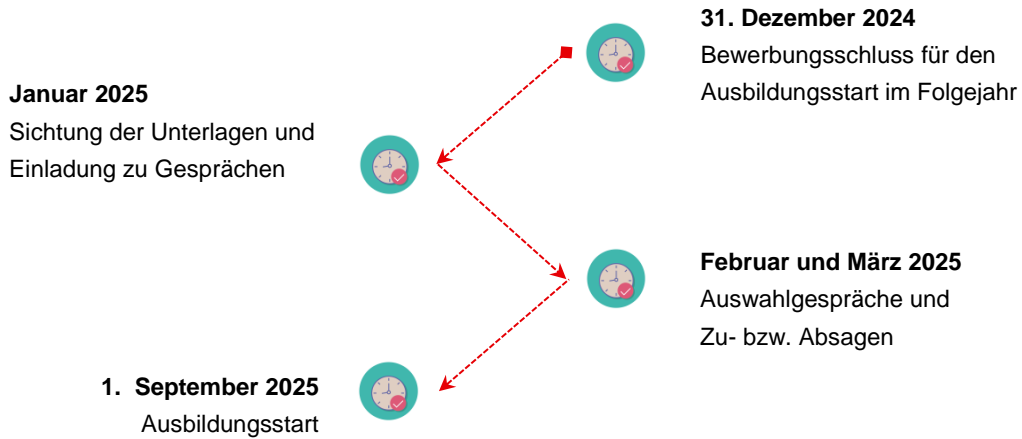 31. Dezember 2024
Bewerbungsschluss für den
Ausbildungsstart im Folgejahr
Januar 2025
Sichtung der Unterlagen und
Einladung zu Gesprächen
Februar und März 2025
Auswahlgespräche und
Zu- bzw. Absagen
1. September 2025
Ausbildungsstart